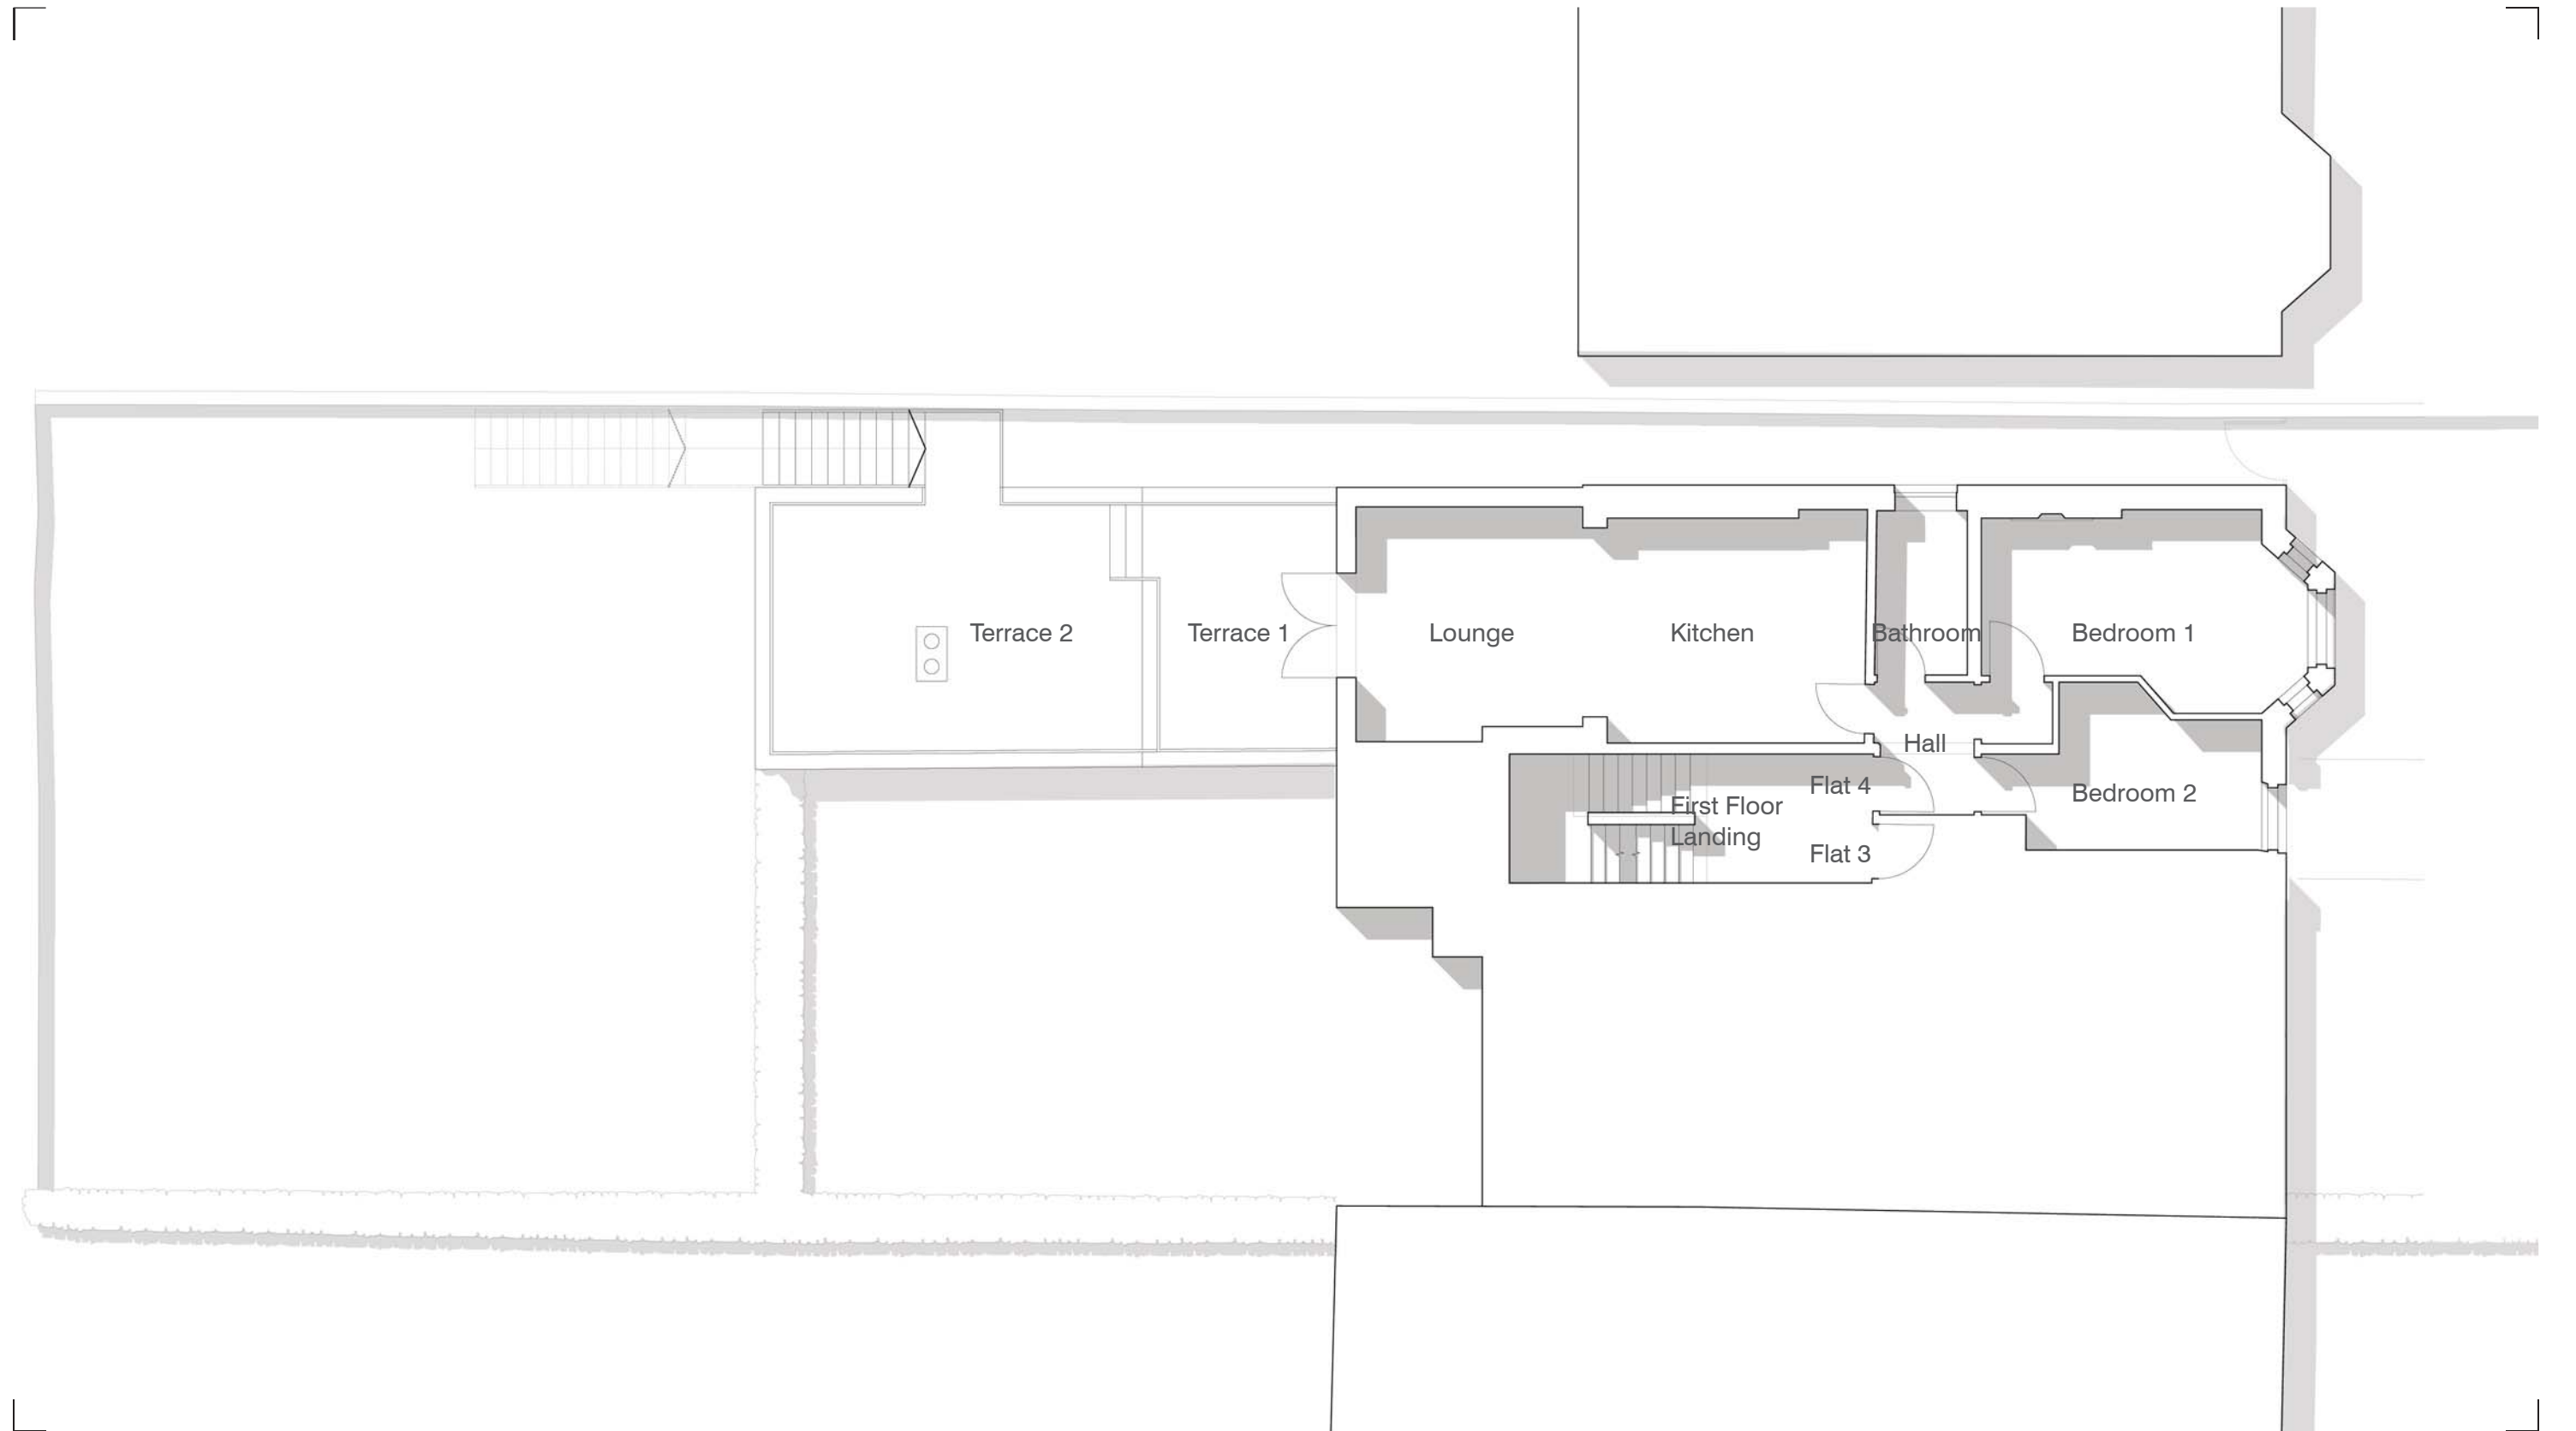 Terrace 2
Terrace 1
Lounge
Kitchen
Bathroom
Bedroom 1
Hall
Flat 4
First Floor
Landing
Flat 3
Bedroom 2